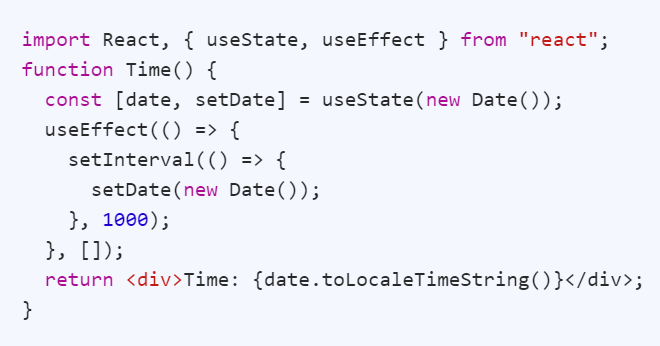 import React, { useState, useEffect } from "react";
function Time() {
  const [date, setDate] = useState(new Date());
  useEffect(() => {
    setInterval(() => {
      setDate(new Date());
    }, 1000);
  }, []);
  return <div>Time: {date.toLocaleTimeString()}</div>;
}